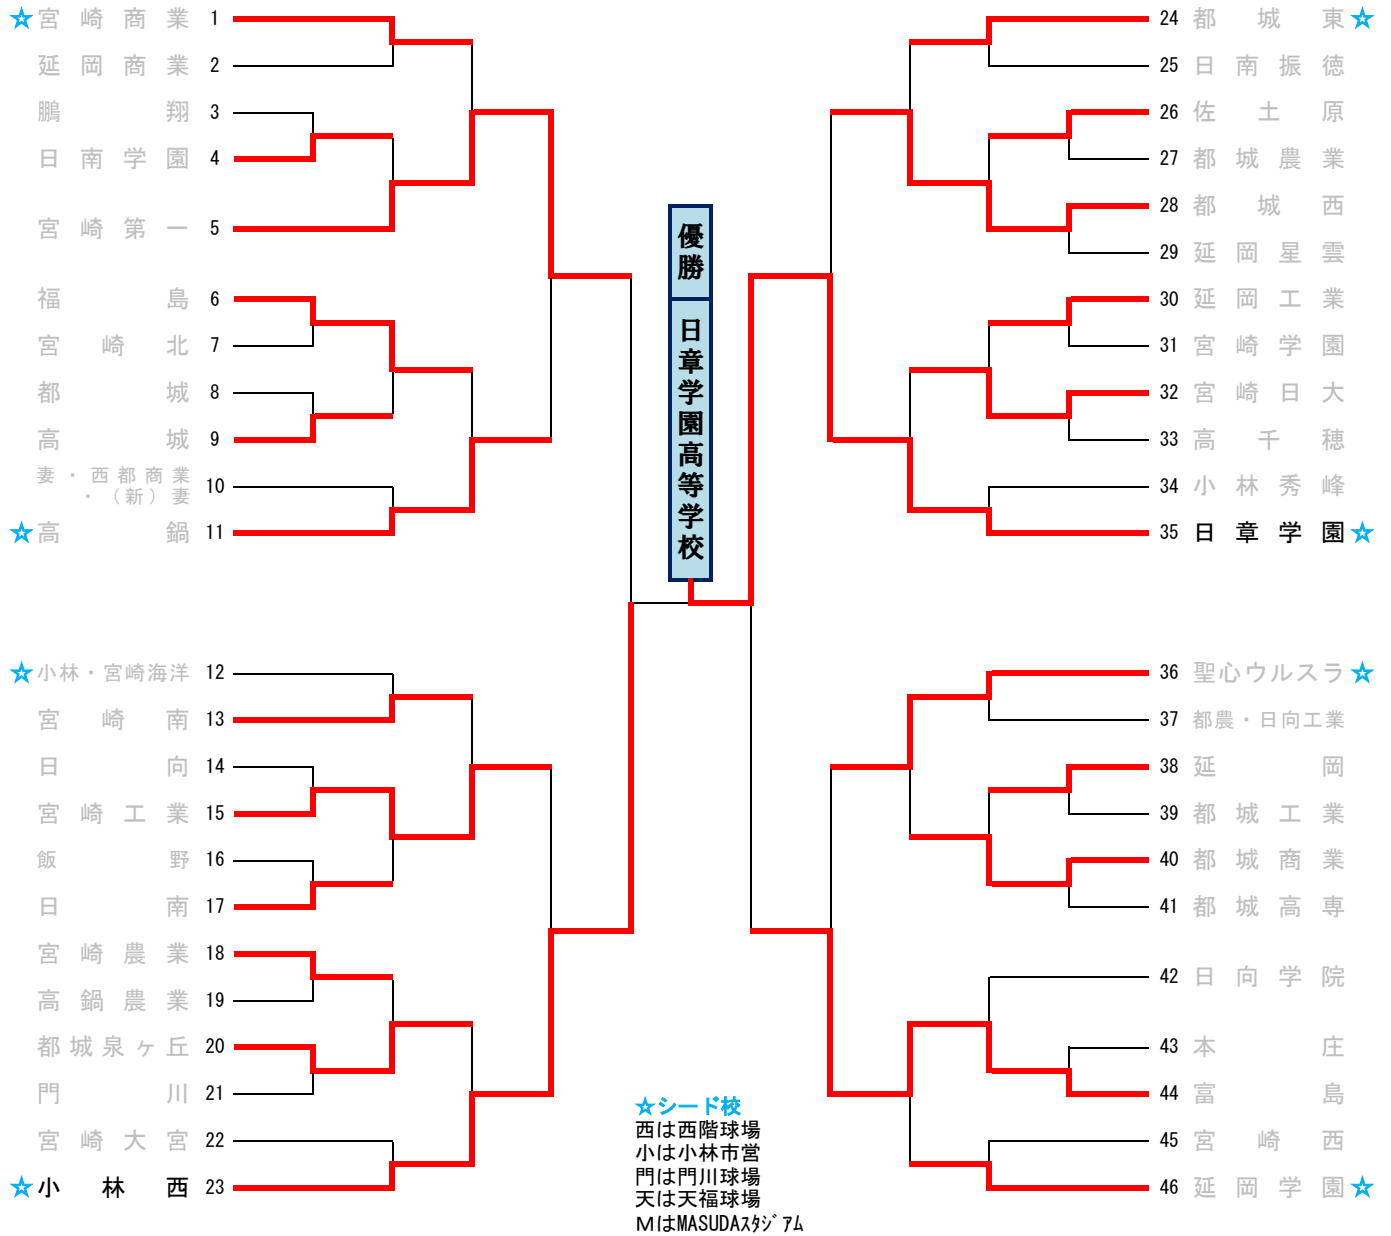 ☆宮崎商業 1
延岡商業 2
鵬翔 3
日南学園 4
宮崎第一 5
福島 6
宮崎北 7
都城 8
高城 9
妻・西都商業
・（新）妻 10
☆高鍋 11
☆小林・宮崎海洋 12
宮崎南 13
日向 14
宮崎工業 15
飯野 16
日南 17
宮崎農業 18
高鍋農業 19
都城泉ヶ丘 20
門川 21
宮崎大宮 22
☆小林西 23
優勝
日章学園高等学校
24 都城東☆
25 日南振徳
26 佐土原
27 都城農業
28 都城西
29 延岡星雲
30 延岡工業
31 宮崎学園
32 宮崎日大
33 高千穂
34 小林秀峰
35 日章学園☆
36 聖心ウルスラ☆
37 都農・日向工業
38 延岡
39 都城工業
40 都城商業
41 都城高専
42 日向学院
43 本庄
44 富島
45 宮崎西
46 延岡学園☆
☆シード校
西は西階球場
小は小林市営
門は門川球場
天は天福球場
MはMASUDAｽﾀｼﾞｱﾑ